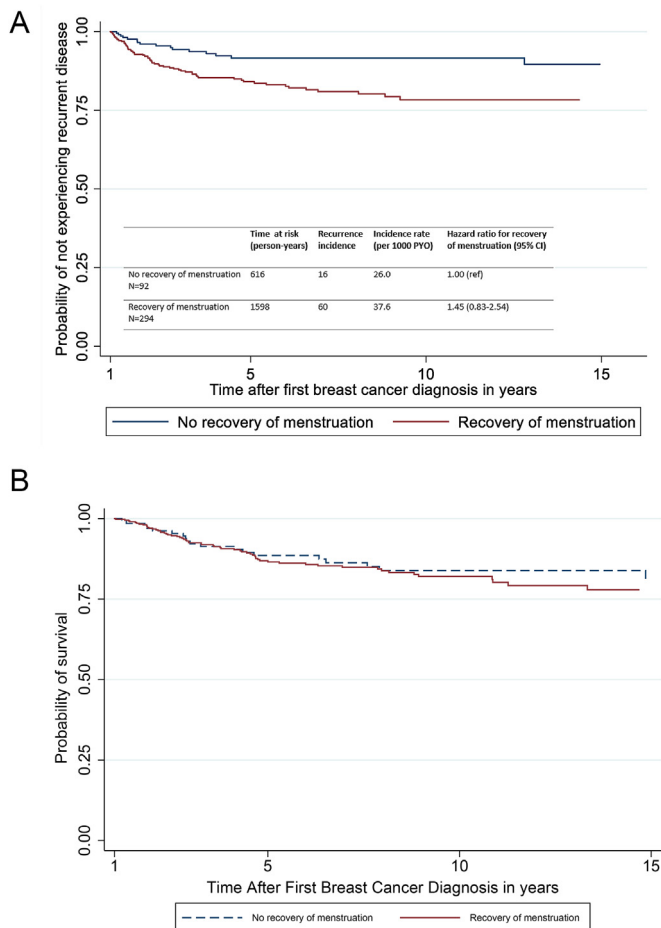 A
Probability of not experiencing recurrent disease
1.00
0.75
0.50
0.25
0.00
Time at risk (person-years) Recurrence incidence Incidence rate (per 1000 PYO) Hazard ratio for recovery of menstruation (95% CI)
No recovery of menstruation N=92 616 16 26.0 1.00 (ref)
Recovery of menstruation N=294 1598 60 37.6 1.45 (0.83-2.54)
1 5 10 15
Time after first breast cancer diagnosis in years
No recovery of menstruation Recovery of menstruation
B
Probability of survival
1.00
0.75
0.50
0.25
0.00
1 5 10 15
Time After First Breast Cancer Diagnosis in years
No recovery of menstruation Recovery of menstruation